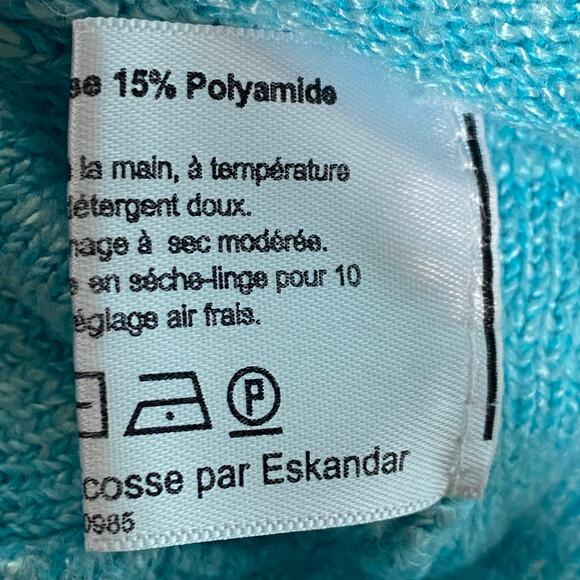 se 15% Polyamide
la main, à température
détergent doux.
nage à sec modérée.
en séche-linge pour 10
églage air frais.
P
cosse par Eskandar
0985